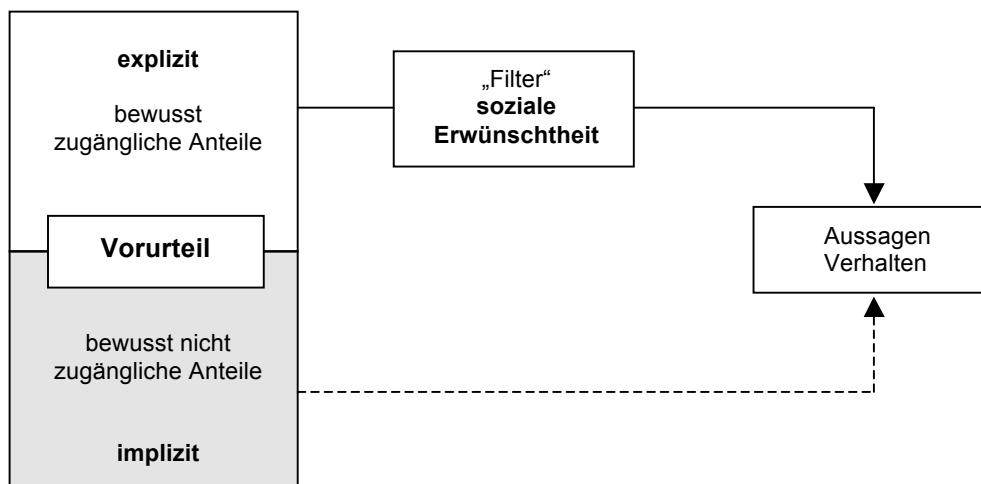 explizit
bewusst
zugängliche Anteile
„Filter“
soziale
Erwünschtheit
Vorurteil
Aussagen
Verhalten
bewusst nicht
zugängliche Anteile
implizit